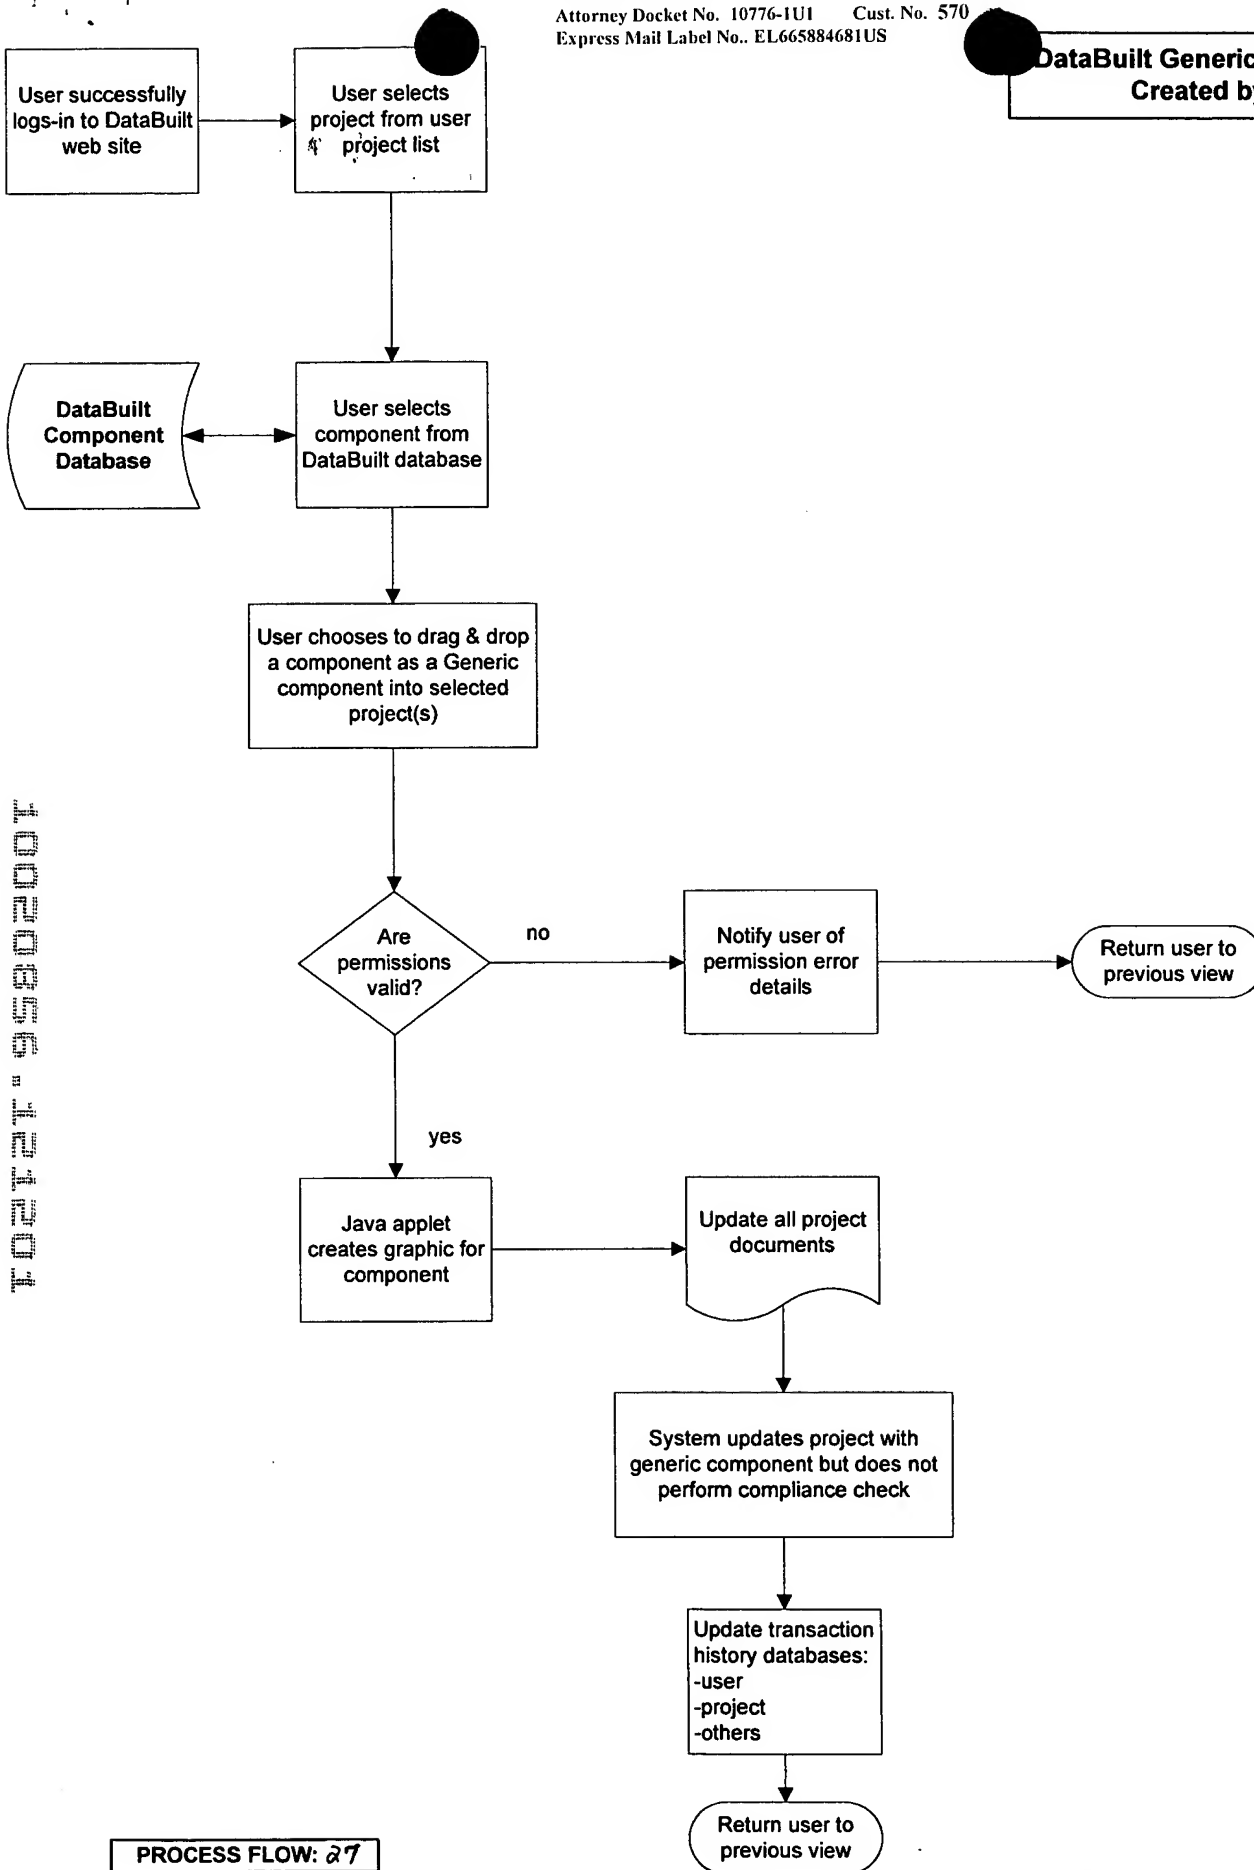 Attorney Docket No. 10776-1U1 Cust. No. 570
Express Mail Label No.. EL665884681US
DataBuilt Generic
Created by
User successfully
logs-in to DataBuilt
web site
User selects
project from user
project list
DataBuilt
Component
Database
User selects
component from
DataBuilt database
User chooses to drag & drop
a component as a Generic
component into selected
project(s)
Are
permissions
valid?
no
Notify user of
permission error
details
Return user to
previous view
yes
Java applet
creates graphic for
component
Update all project
documents
System updates project with
generic component but does not
perform compliance check
Update transaction
history databases:
-user
-project
-others
Return user to
previous view
PROCESS FLOW: 27
10020856.121201